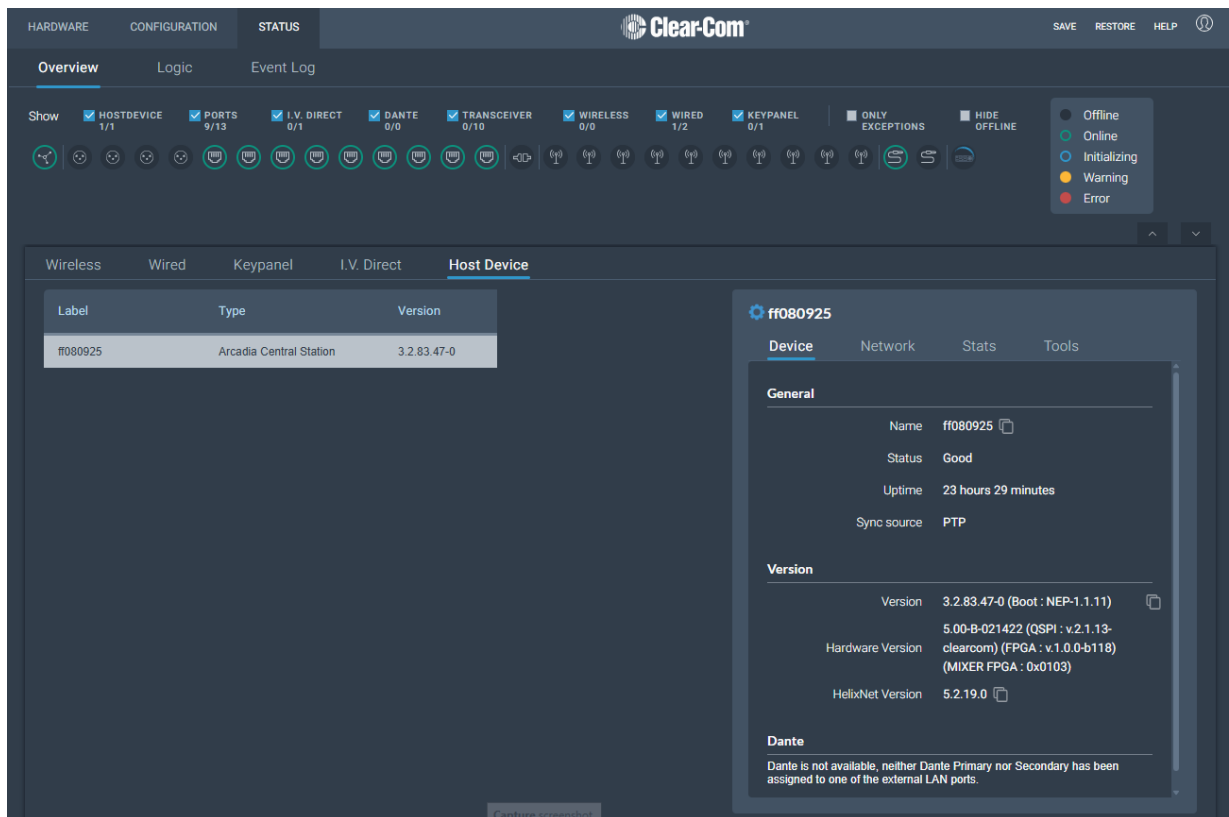 HARDWARE CONFIGURATION STATUS Clear-Com® SAVE RESTORE HELP
Overview Logic Event Log
Show HOSTDEVICE PORTS I.V. DIRECT DANTE TRANSCEIVER WIRELESS WIRED KEYPANEL ONLY HIDE
1/1 9/13 0/1 0/0 0/10 0/0 1/2 0/1 EXCEPTIONS OFFLINE
Offline
Online
Initializing
Warning
Error
Wireless Wired Keypanel I.V. Direct Host Device
Label Type Version
ff080925 Arcadia Central Station 3.2.83.47-0
ff080925
Device Network Stats Tools
General
Name ff080925
Status Good
Uptime 23 hours 29 minutes
Sync source PTP
Version
Version 3.2.83.47-0 (Boot : NEP-1.1.11)
Hardware Version 5.00-B-021422 (QSPI : v.2.1.13-
clearcom) (FPGA : v.1.0.0-b118)
(MIXER FPGA : 0x0103)
HelixNet Version 5.2.19.0
Dante
Dante is not available, neither Dante Primary nor Secondary has been
assigned to one of the external LAN ports.
Capture screenshot